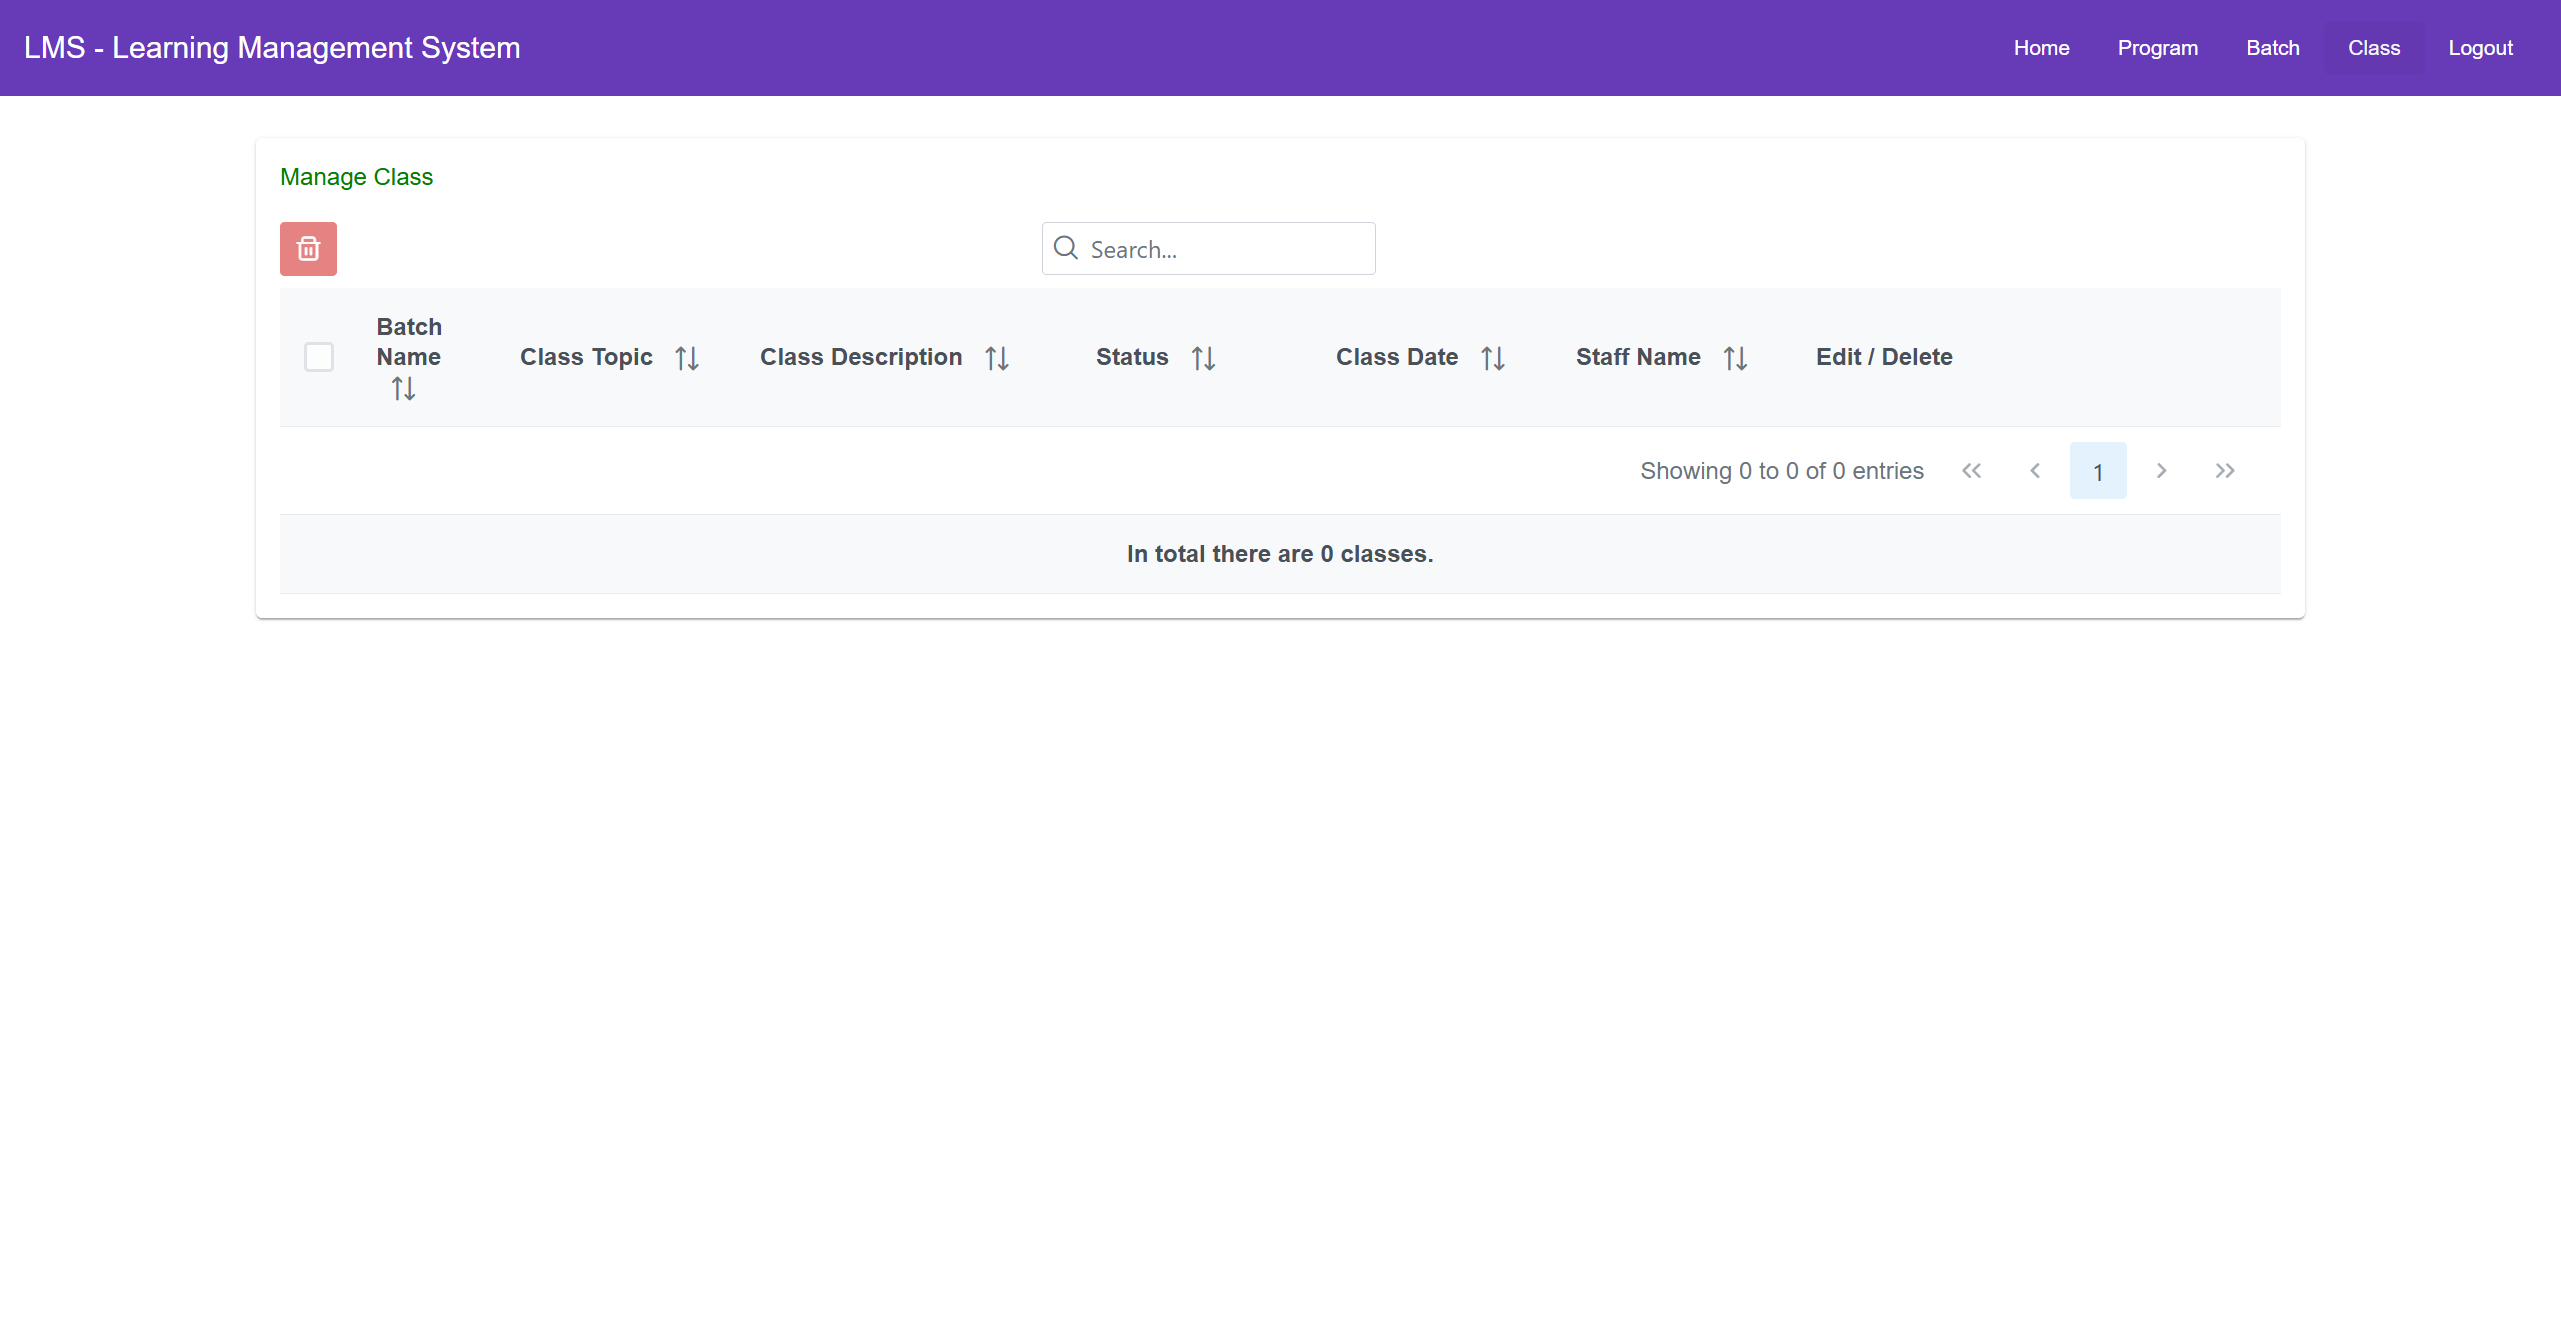 LMS - Learning Management System
Home Program Batch Class Logout
Manage Class
Search...
Batch Name
Class Topic
Class Description
Status
Class Date
Staff Name
Edit / Delete
Showing 0 to 0 of 0 entries
1
In total there are 0 classes.